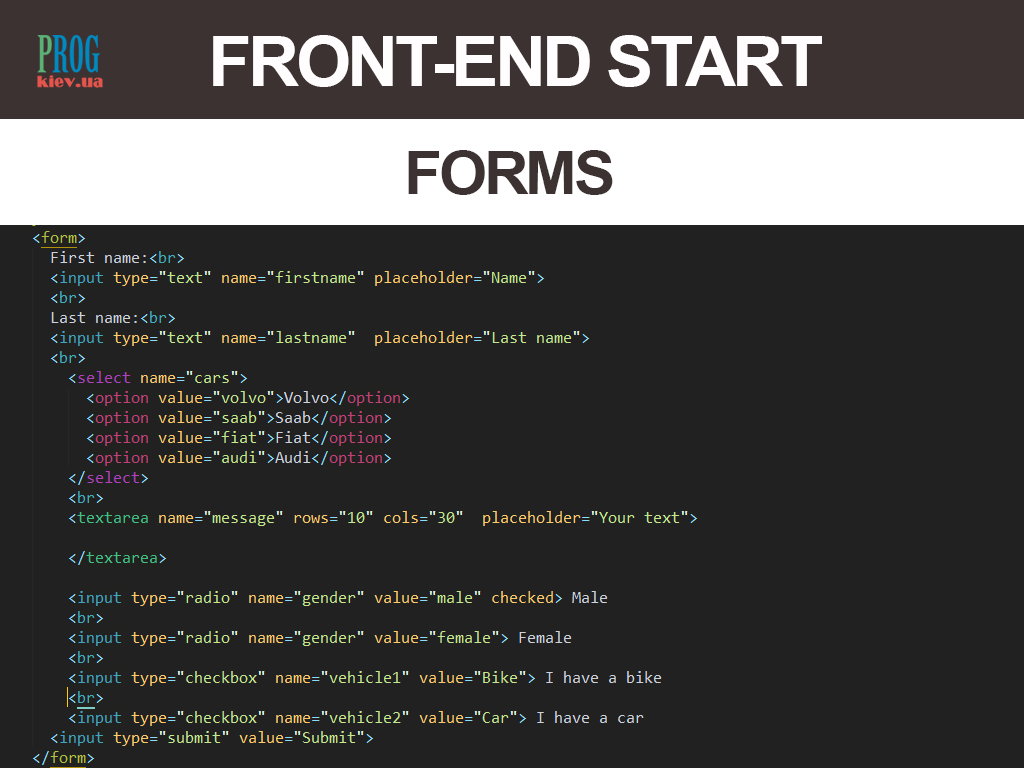 PROG
kiev.ua
FRONT-END START
FORMS
<form>
First name:<br>
<input type="text" name="firstname" placeholder="Name">
<br>
Last name:<br>
<input type="text" name="lastname"  placeholder="Last name">
<br>
<select name="cars">
<option value="volvo">Volvo</option>
<option value="saab">Saab</option>
<option value="fiat">Fiat</option>
<option value="audi">Audi</option>
</select>
<br>
<textarea name="message" rows="10" cols="30"  placeholder="Your text">
</textarea>
<input type="radio" name="gender" value="male" checked> Male
<br>
<input type="radio" name="gender" value="female"> Female
<br>
<input type="checkbox" name="vehicle1" value="Bike"> I have a bike
<br>
<input type="checkbox" name="vehicle2" value="Car"> I have a car
<input type="submit" value="Submit">
</form>